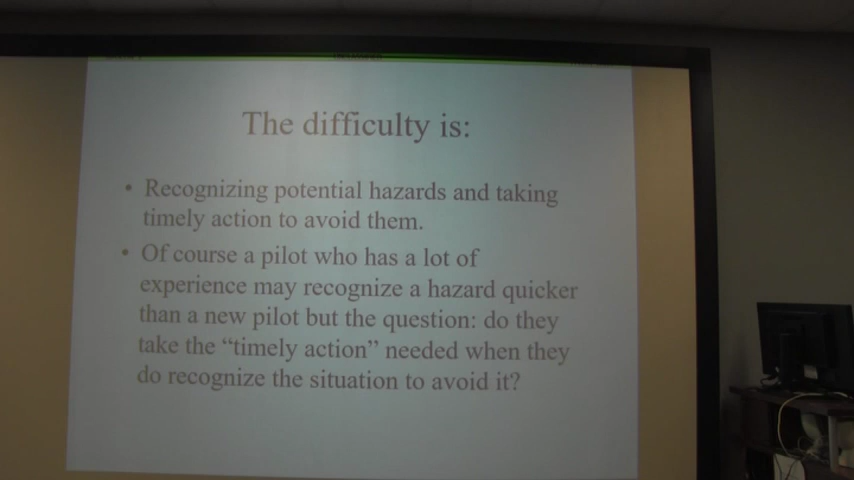 The difficulty is:
• Recognizing potential hazards and taking
timely action to avoid them.
• Of course a pilot who has a lot of
experience may recognize a hazard quicker
than a new pilot but the question: do they
take the “timely action” needed when they
do recognize the situation to avoid it?